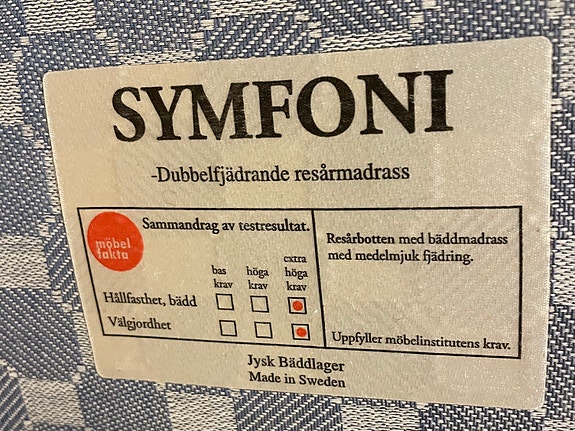 SYMFONI
-Dubbelfjädrande resårmadrass
möbel
fakta
Sammandrag av testresultat.
bas
krav
höga
krav
extra
höga
krav
Hållfasthet, bädd
Välgjordhet
Resårbotten med bäddmadrass
med medelmjuk fjädring.
Uppfyller möbelinstitutens krav.
Jysk Bäddlager
Made in Sweden